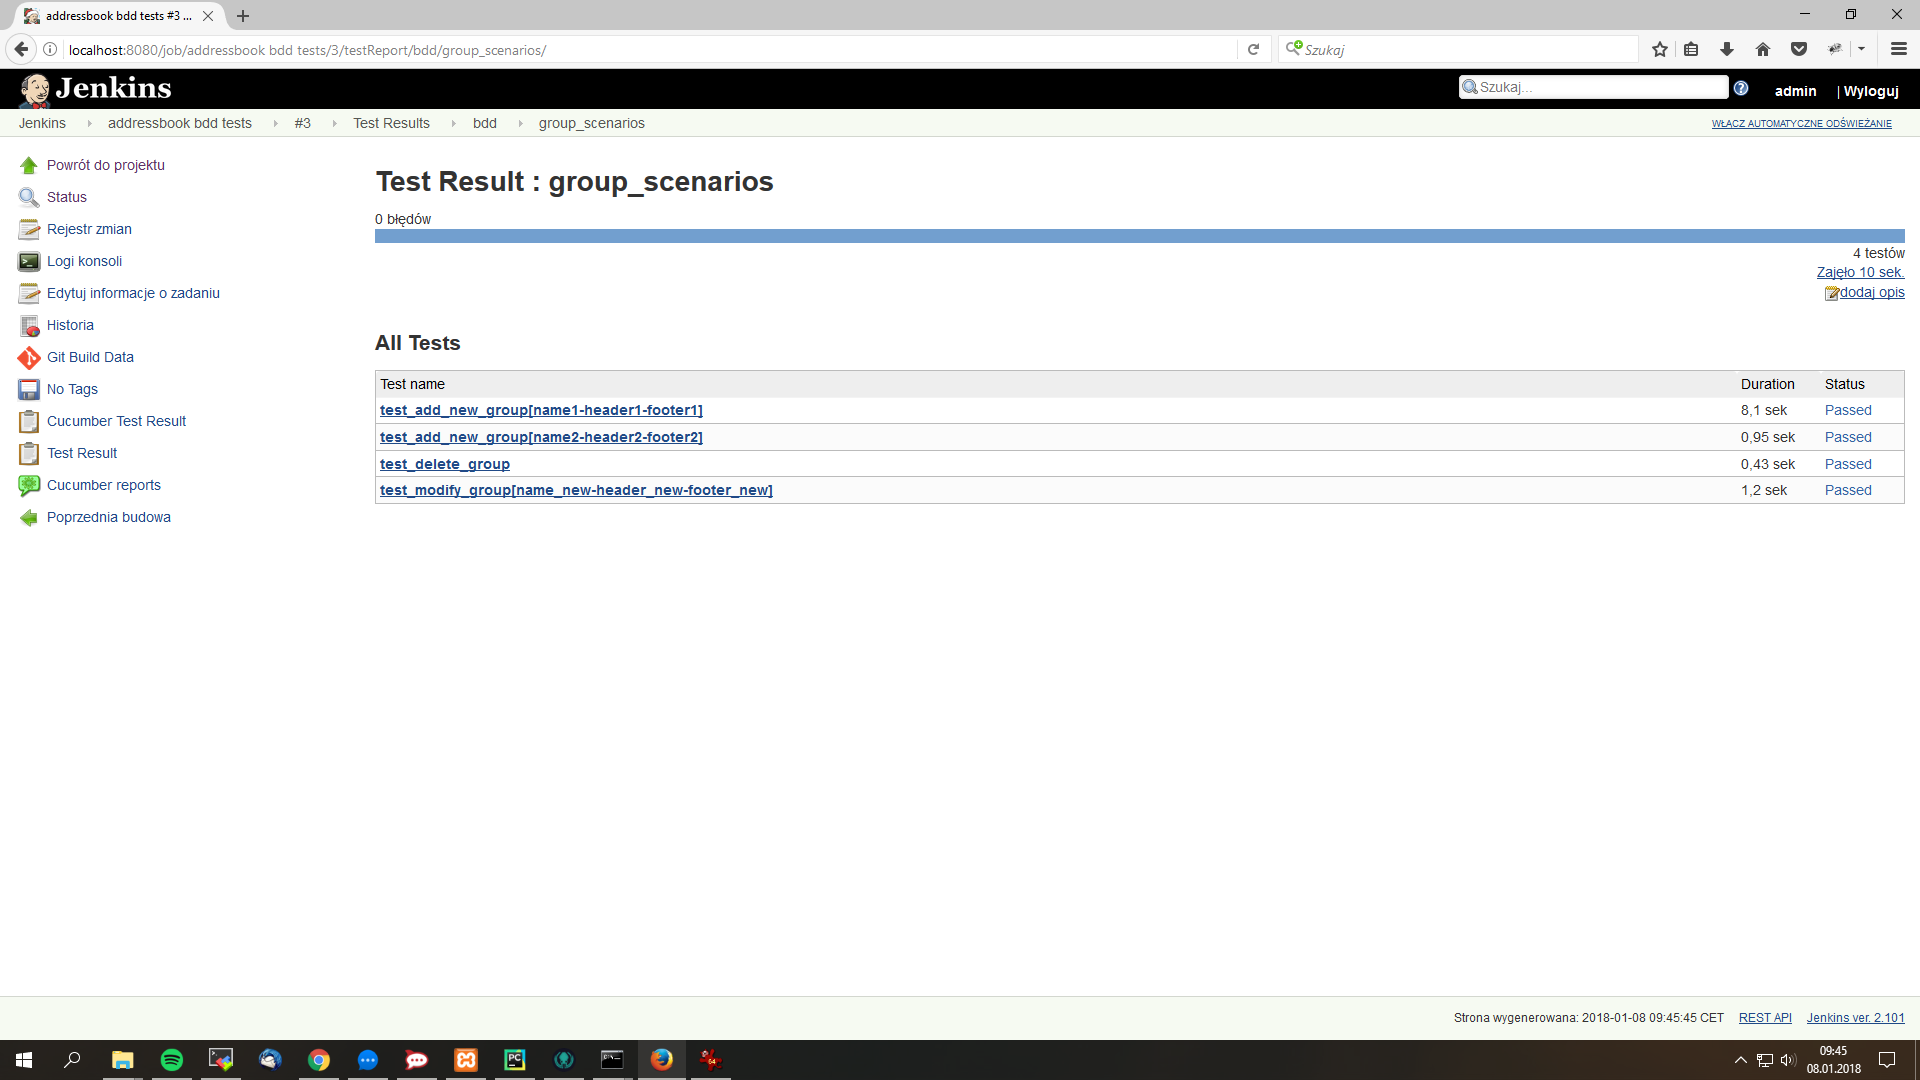 addressbook bdd tests #3 ...
localhost:8080/job/addressbook bdd tests/3/testReport/bdd/group_scenarios/
Szukaj
Jenkins
Szukaj...
admin
| Wyloguj
Jenkins
addressbook bdd tests
#3
Test Results
bdd
group_scenarios
WŁĄCZ AUTOMATYCZNE ODŚWIEŻANIE
Powrót do projektu
Status
Rejestr zmian
Logi konsoli
Edytuj informacje o zadaniu
Historia
Git Build Data
No Tags
Cucumber Test Result
Test Result
Cucumber reports
Poprzednia budowa
Test Result : group_scenarios
0 błędów
4 testów
Zajęło 10 sek.
dodaj opis
All Tests
Test name Duration Status
test_add_new_group[name1-header1-footer1] 8,1 sek Passed
test_add_new_group[name2-header2-footer2] 0,95 sek Passed
test_delete_group 0,43 sek Passed
test_modify_group[name_new-header_new-footer_new] 1,2 sek Passed
Strona wygenerowana: 2018-01-08 09:45:45 CET REST API Jenkins ver. 2.101
09:45
08.01.2018